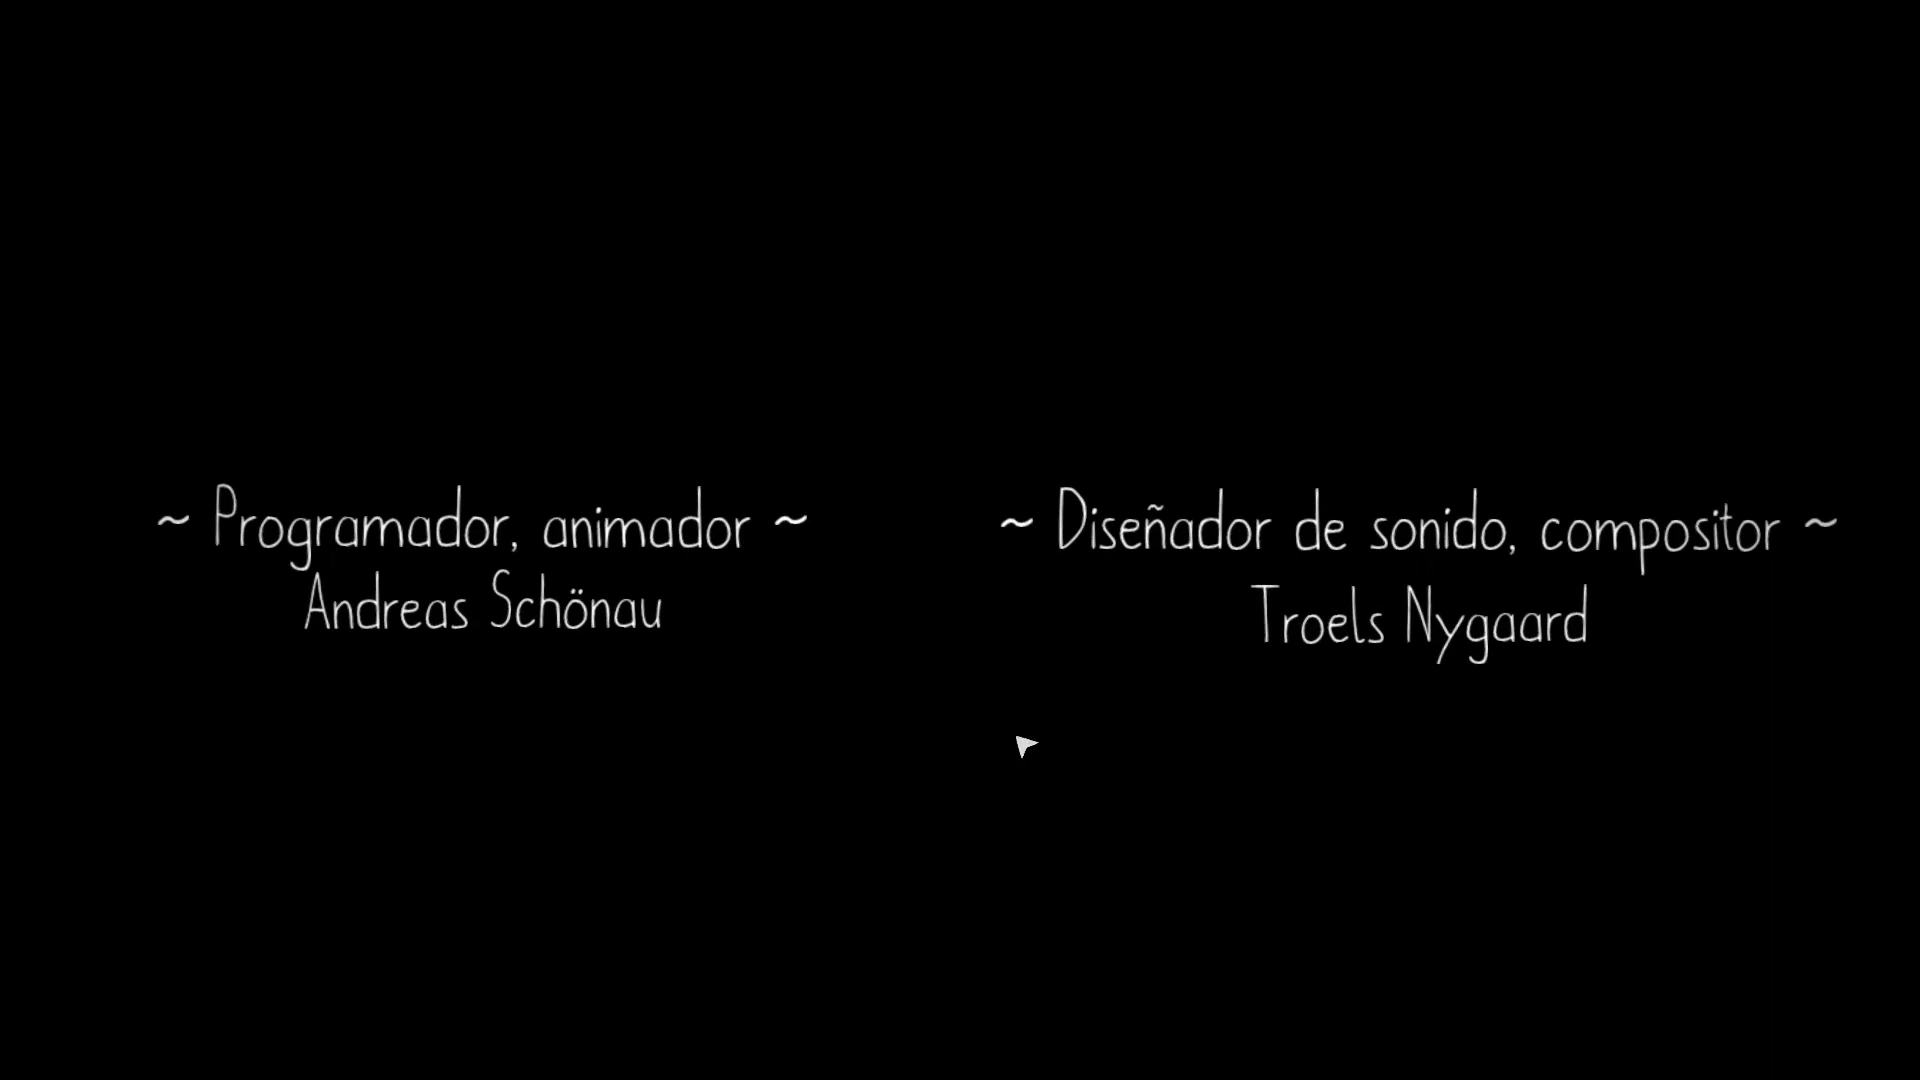 ~ Programador, animador ~
Andreas Schönau
~ Diseñador de sonido, compositor ~
Troels Nygaard